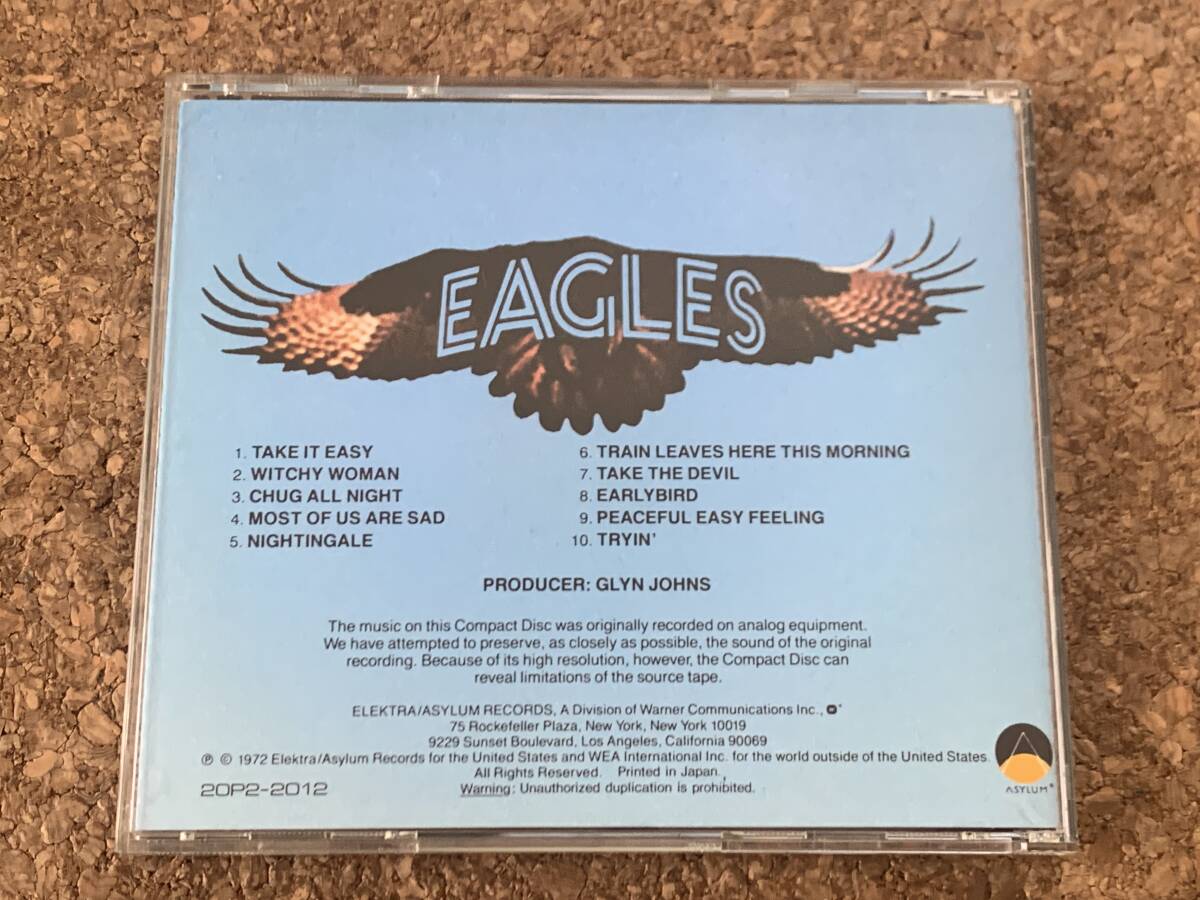 EAGLES
1. TAKE IT EASY
2. WITCHY WOMAN
3. CHUG ALL NIGHT
4. MOST OF US ARE SAD
5. NIGHTINGALE
6. TRAIN LEAVES HERE THIS MORNING
7. TAKE THE DEVIL
8. EARLYBIRD
9. PEACEFUL EASY FEELING
10. TRYIN'
PRODUCER: GLYN JOHNS
The music on this Compact Disc was originally recorded on analog equipment.
We have attempted to preserve, as closely as possible, the sound of the original
recording. Because of its high resolution, however, the Compact Disc can
reveal limitations of the source tape.
ELEKTRA/ASYLUM RECORDS, A Division of Warner Communications Inc.,
75 Rockefeller Plaza, New York, New York 10019
9229 Sunset Boulevard, Los Angeles, California 90069
℗ © 1972 Elektra/Asylum Records for the United States and WEA International Inc. for the world outside of the United States.
All Rights Reserved. Printed in Japan.
Warning: Unauthorized duplication is prohibited.
20P2-2012
ASYLUM®